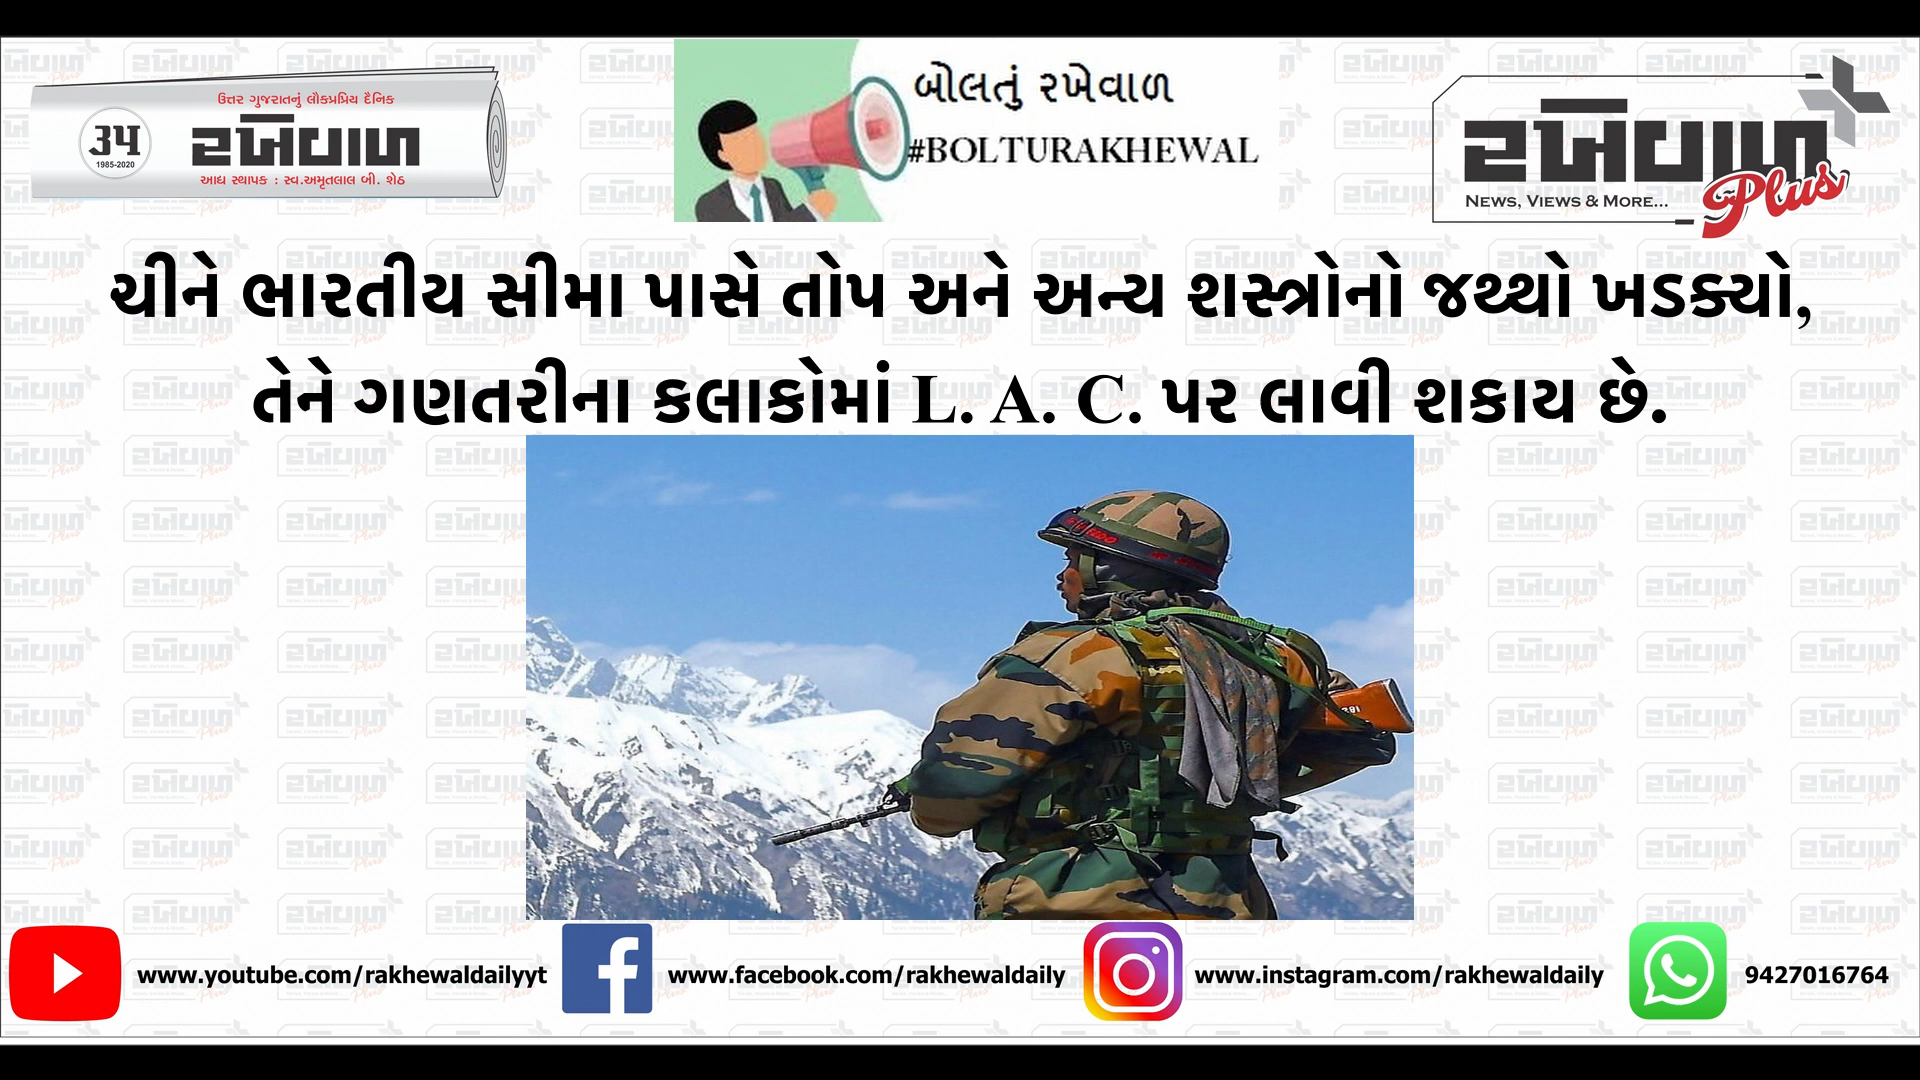 ઉત્તર ગુજરાતનું લોકપ્રપ્રિય દૈનિક
૩૫
1985-2020
રખેવાળ
આદ્ય સ્થાપક : સ્વ.અમૃતલાલ બી. શેઠ
બોલતું રખેવાળ
#BOLTURAKHEWAL
રખેવાળ
Plus
NEWS, VIEWS & MORE...
ચીને ભારતીય સીમા પાસે તોપ અને અન્ય શસ્ત્રોનો જથ્થો ખડક્યો,
તેને ગણતરીના કલાકોમાં L. A. C. પર લાવી શકાય છે.
www.youtube.com/rakhewaldailyyt
www.facebook.com/rakhewaldaily
www.instagram.com/rakhewaldaily
9427016764